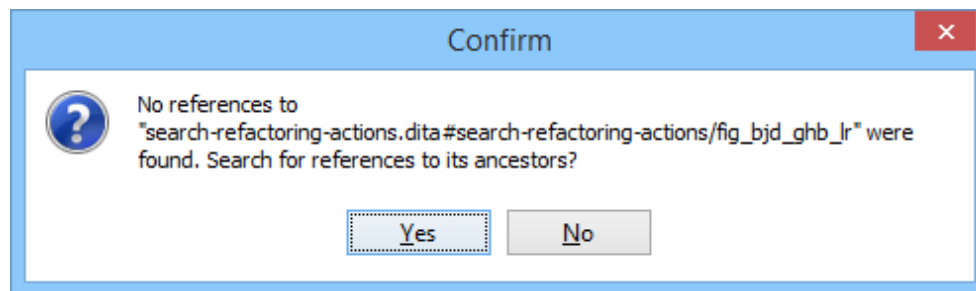 Confirm
No references to
"search-refactoring-actions.dita#search-refactoring-actions/fig_bjd_ghb_lr" were
found. Search for references to its ancestors?
Yes No